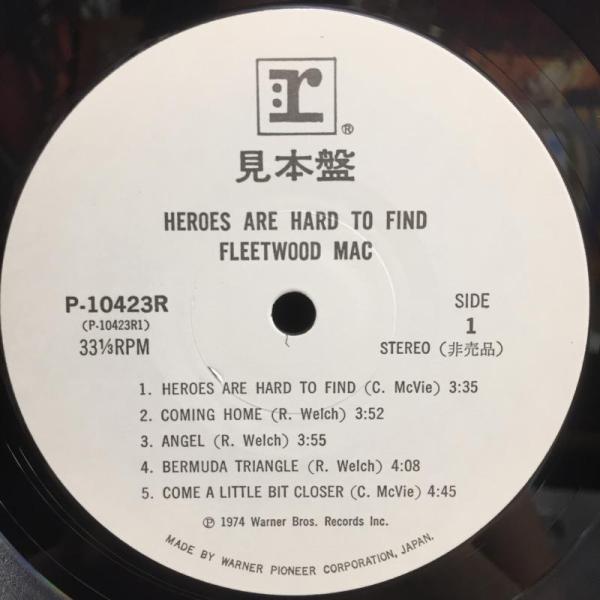 r
®
見本盤
HEROES ARE HARD TO FIND
FLEETWOOD MAC
P-10423R
(P-10423R1)
33⅓RPM
SIDE
1
STEREO (非売品)
1. HEROES ARE HARD TO FIND (C. McVie) 3:35
2. COMING HOME (R. Welch) 3:52
3. ANGEL (R. Welch) 3:55
4. BERMUDA TRIANGLE (R. Welch) 4:08
5. COME A LITTLE BIT CLOSER (C. McVie) 4:45
℗ 1974 Warner Bros. Records Inc.
MADE BY WARNER PIONEER CORPORATION, JAPAN.